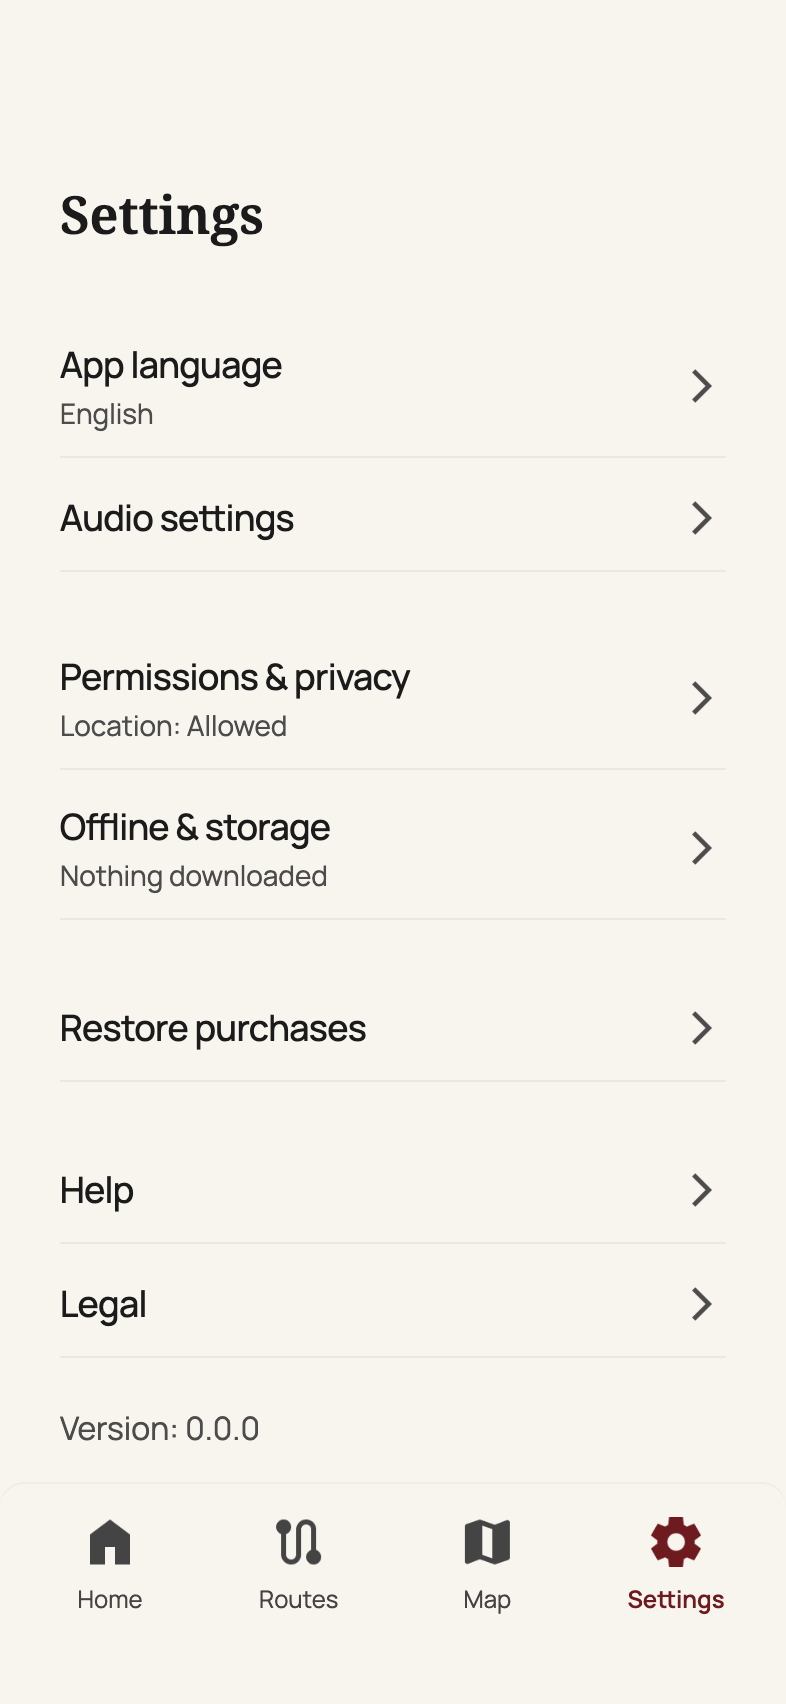 Settings
App language
English
Audio settings
Permissions & privacy
Location: Allowed
Offline & storage
Nothing downloaded
Restore purchases
Help
Legal
Version: 0.0.0
Home
Routes
Map
Settings